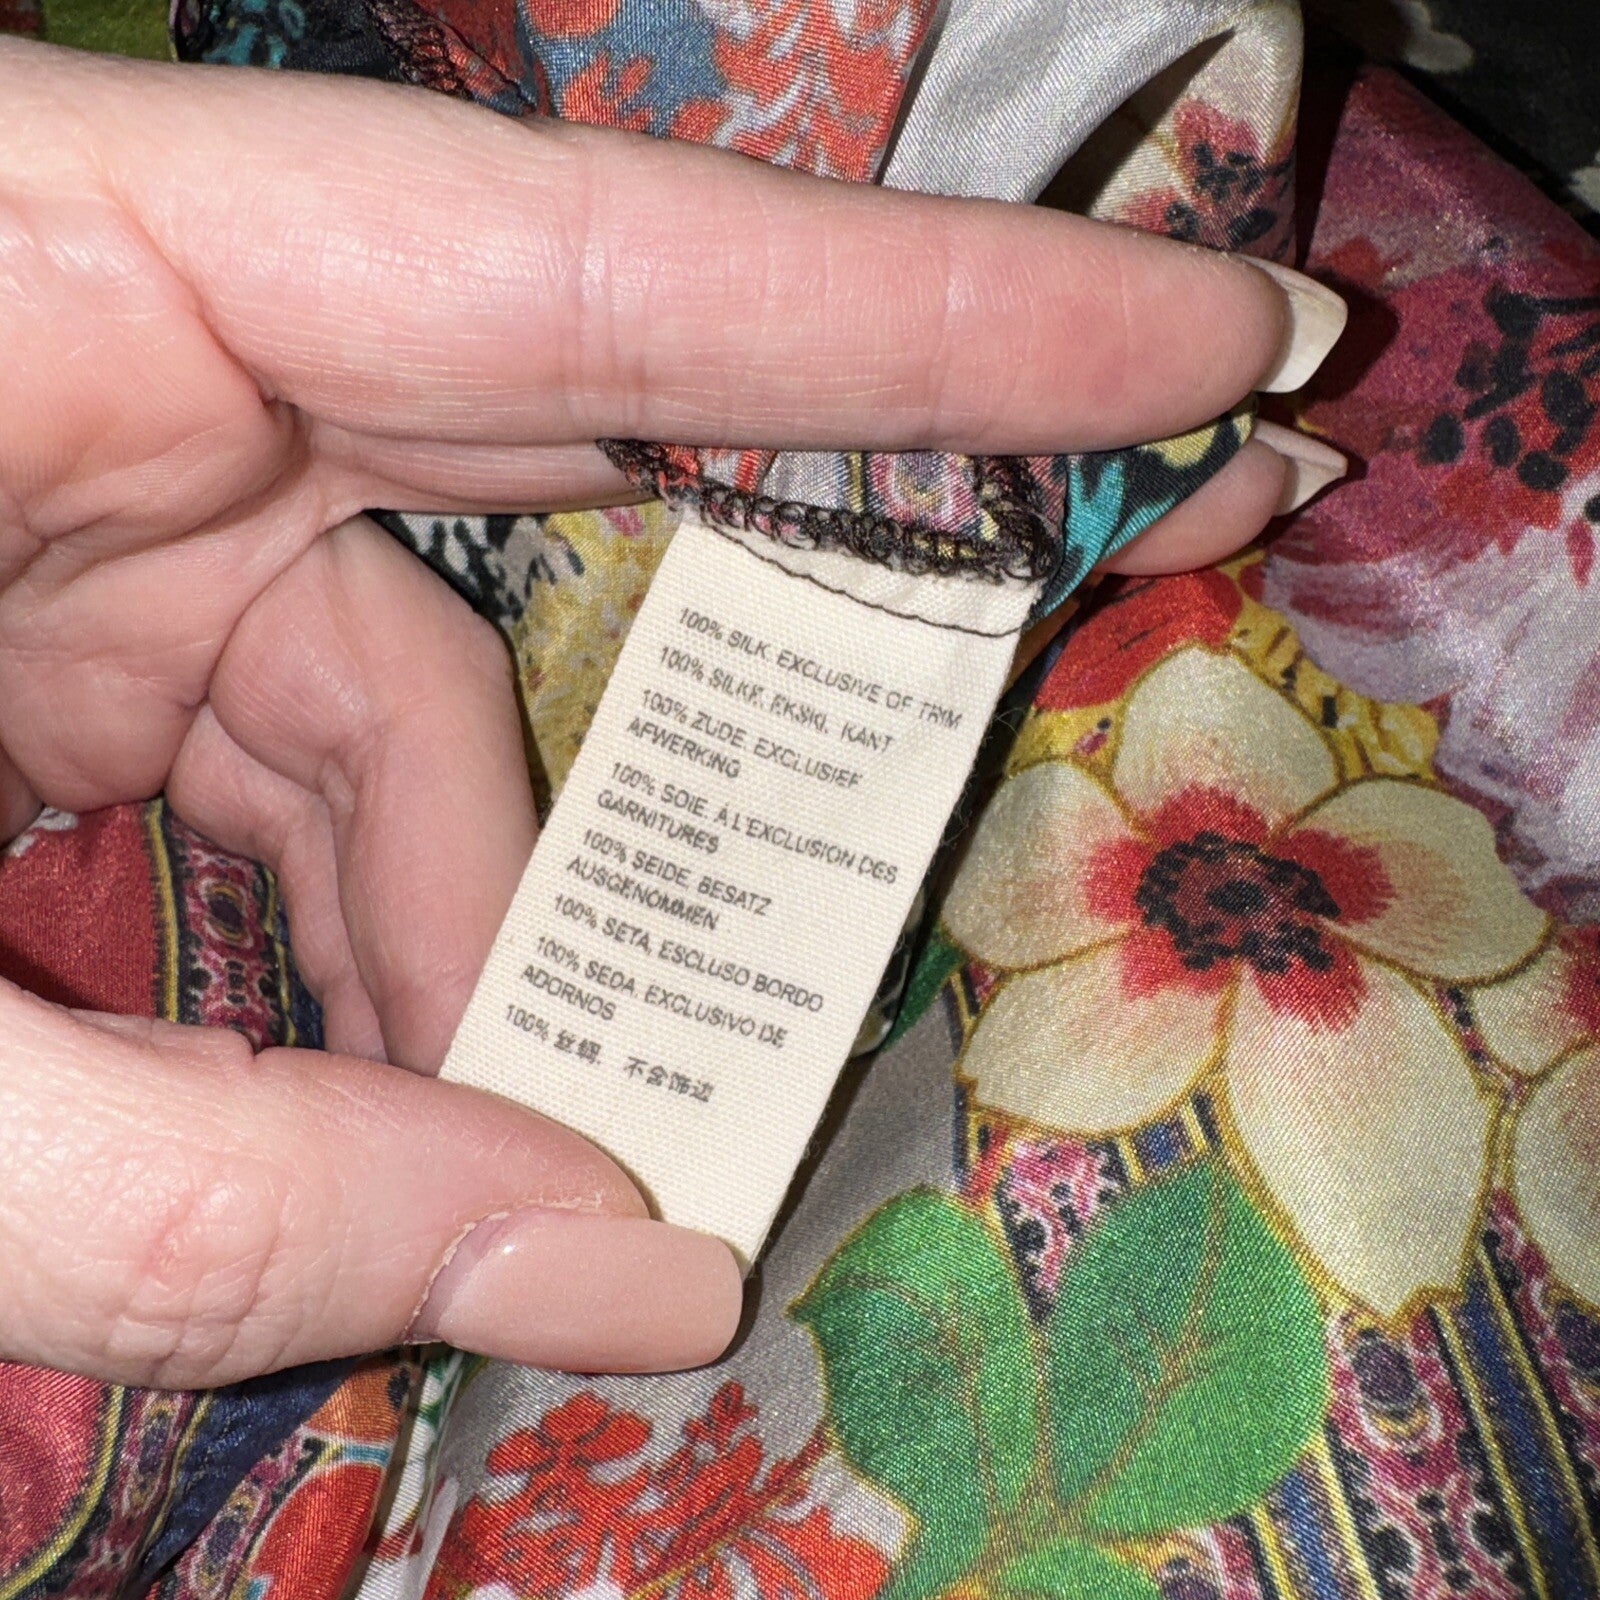 100% SILK. EXCLUSIVE OF TRYM
100% SILKE. EKSKL. KANT
100% ZIJDE. EXCLUSIEF
AFWERKING
100% SOIE. À L'EXCLUSION DES
GARNITURES
100% SEIDE. BESATZ
AUSGENOMMEN.
100% SETA. ESCLUSO BORDO
100% SEDA. EXCLUSIVO DE
ADORNOS
100% 丝绸. 不含饰边